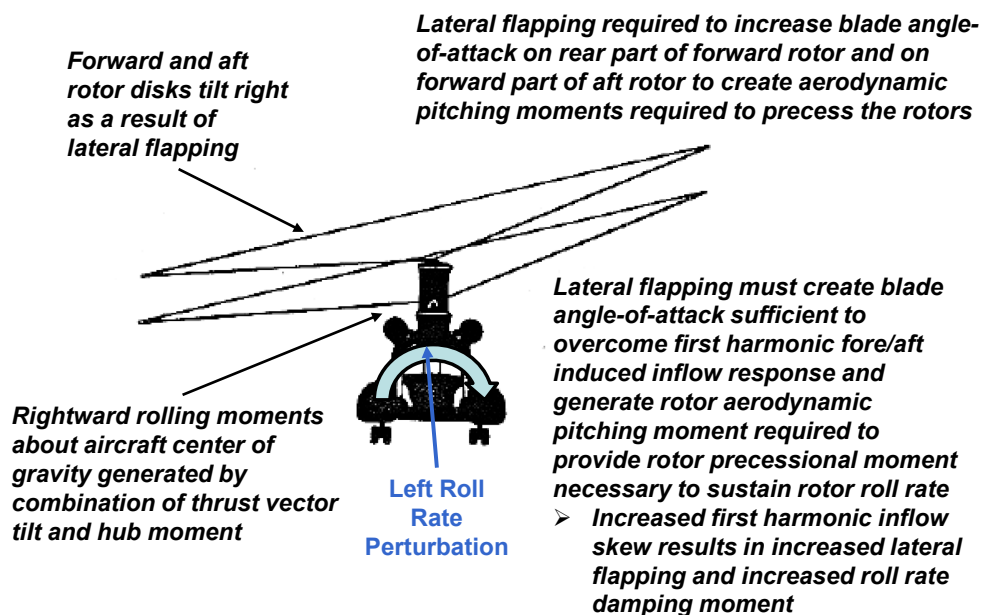 Forward and aft
rotor disks tilt right
as a result of
lateral flapping
Lateral flapping required to increase blade angle-
of-attack on rear part of forward rotor and on
forward part of aft rotor to create aerodynamic
pitching moments required to precess the rotors
Rightward rolling moments
about aircraft center of
gravity generated by
combination of thrust vector
tilt and hub moment
Left Roll
Rate
Perturbation
Lateral flapping must create blade
angle-of-attack sufficient to
overcome first harmonic fore/aft
induced inflow response and
generate rotor aerodynamic
pitching moment required to
provide rotor precessional moment
necessary to sustain rotor roll rate
➢ Increased first harmonic inflow
skew results in increased lateral
flapping and increased roll rate
damping moment